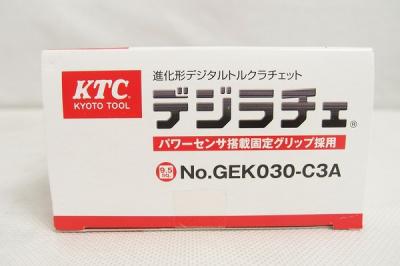 KTC
KYOTO TOOL
進化形デジタルトルクラチェット
デジラチェ®
パワーセンサ搭載固定グリップ採用
9.5 sq. No.GEK030-C3A